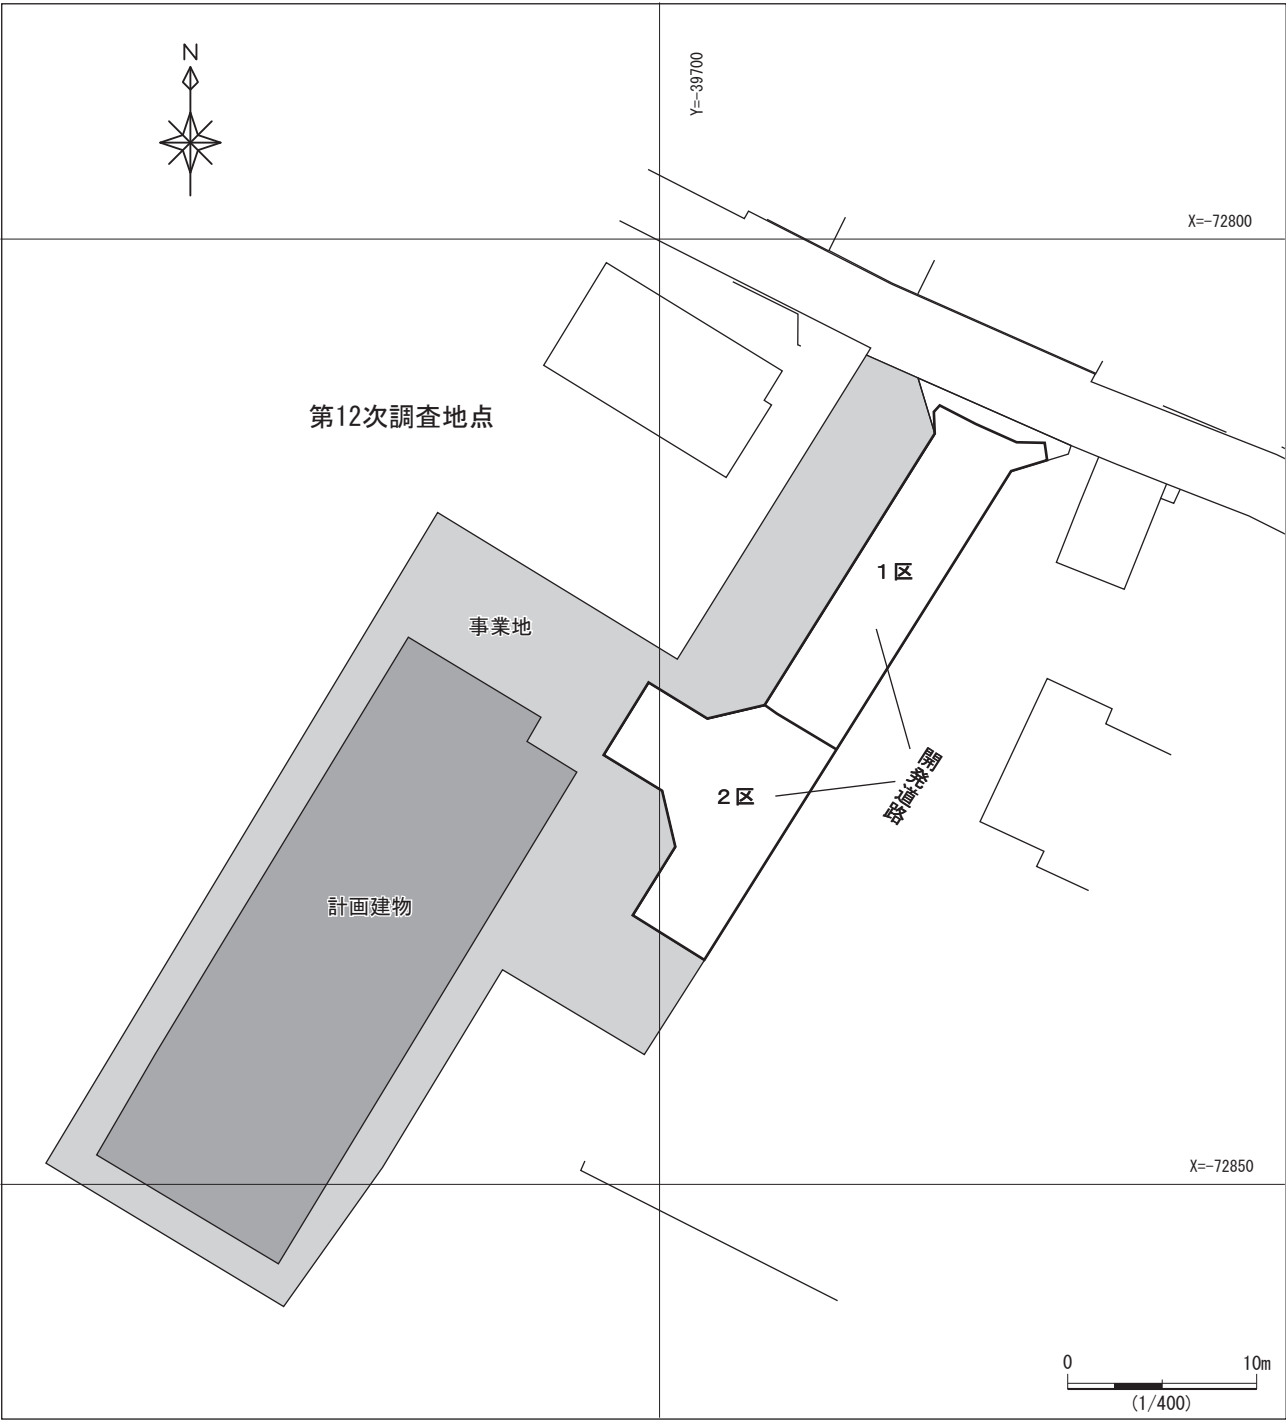 N
Y=-39700
X=-72800
第12次調査地点
1区
事業地
開発道路
2区
計画建物
X=-72850
0 10m
(1/400)